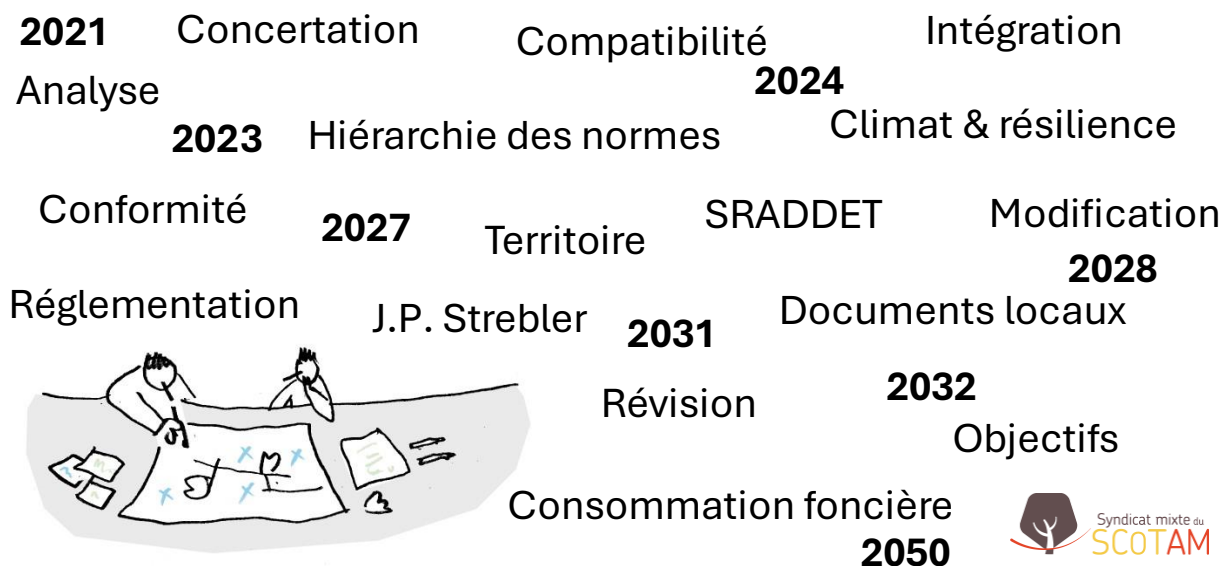 2021
Concertation
Compatibilité
Intégration
Analyse
2024
2023
Hiérarchie des normes
Climat & résilience
Conformité
2027
Territoire
SRADDET
Modification
2028
Réglementation
J.P. Strebler
2031
Documents locaux
Révision
2032
Objectifs
Consommation foncière
2050
Syndicat mixte du
SCOTAM